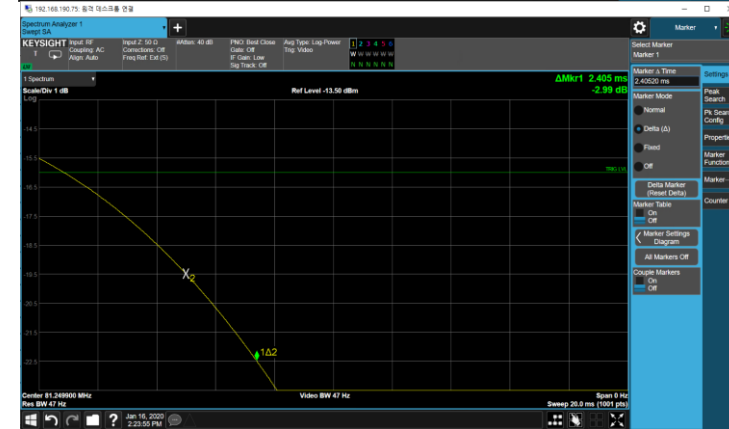 192.168.190.75: 원격 데스크톱 연결
Spectrum Analyzer 1
Swept SA
Marker
KEYSIGHT
Input: RF
Coupling: AC
Align: Auto
Input Z: 50 Ω
Corrections: Off
Freq Ref: Ext (S)
#Atten: 40 dB
PNO: Best Close
Gate: Off
IF Gain: Low
Sig Track: Off
Avg Type: Log-Power
Trig: Video
1 2 3 4 5 6
W W W W W W
N N N N N N
Select Marker
Marker 1
1 Spectrum
Scale/Div 1 dB
Log
Ref Level -13.50 dBm
ΔMkr1 2.405 ms
-2.99 dB
-14.5
-15.5
-16.5
-17.5
-18.5
-19.5
-20.5
-21.5
-22.5
TRIG LVL
X2
1Δ2
Center 81.249900 MHz
Res BW 47 Hz
Video BW 47 Hz
Span 0 Hz
Sweep 20.0 ms (1001 pts)
Marker Δ Time
2.40520 ms
Marker Mode
Normal
Delta (Δ)
Fixed
Off
Delta Marker
(Reset Delta)
Marker Table
On
Off
Marker Settings
Diagram
All Markers Off
Couple Markers
On
Off
Settings
Peak
Search
Pk Sear
Config
Properti
Marker
Function
Marker→
Counter
Jan 16, 2020
2:23:55 PM